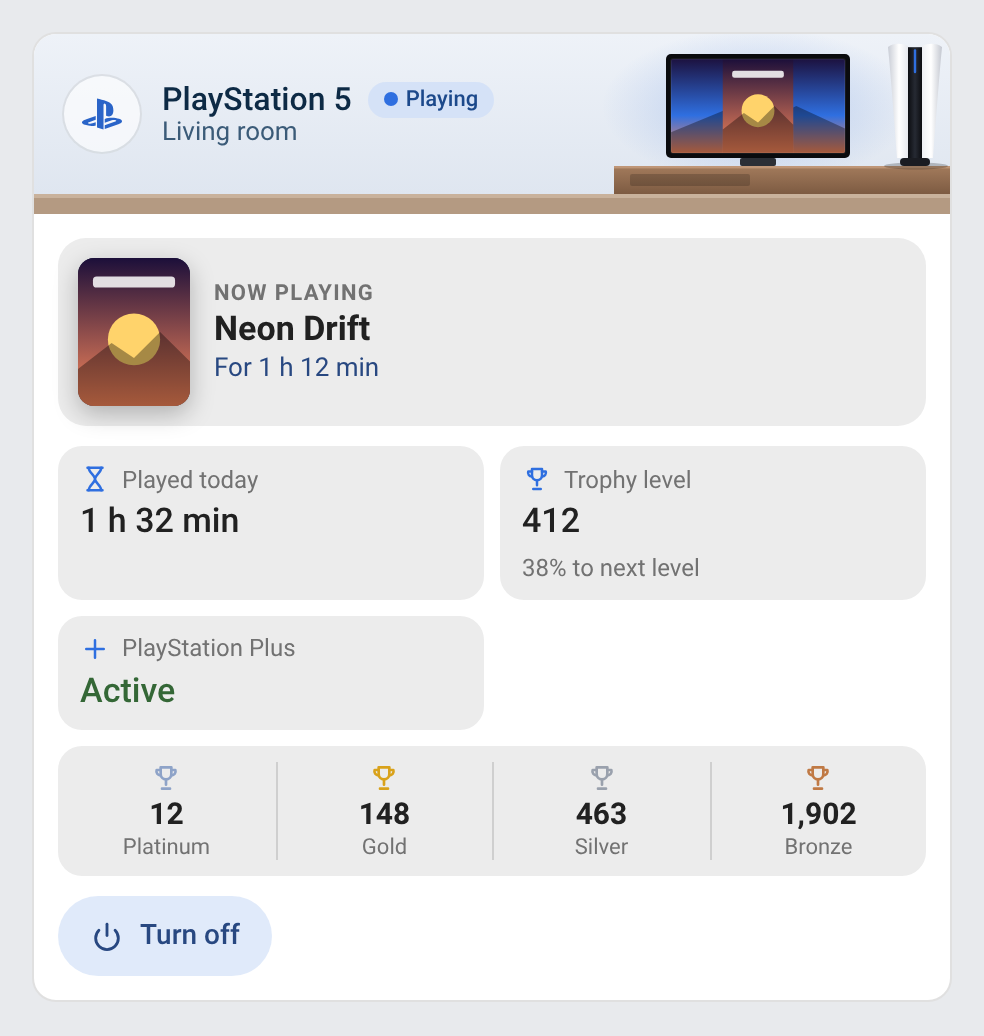 PlayStation 5
Playing
Living room
NOW PLAYING
Neon Drift
For 1 h 12 min
Played today
1 h 32 min
Trophy level
412
38% to next level
PlayStation Plus
Active
12
Platinum
148
Gold
463
Silver
1,902
Bronze
Turn off